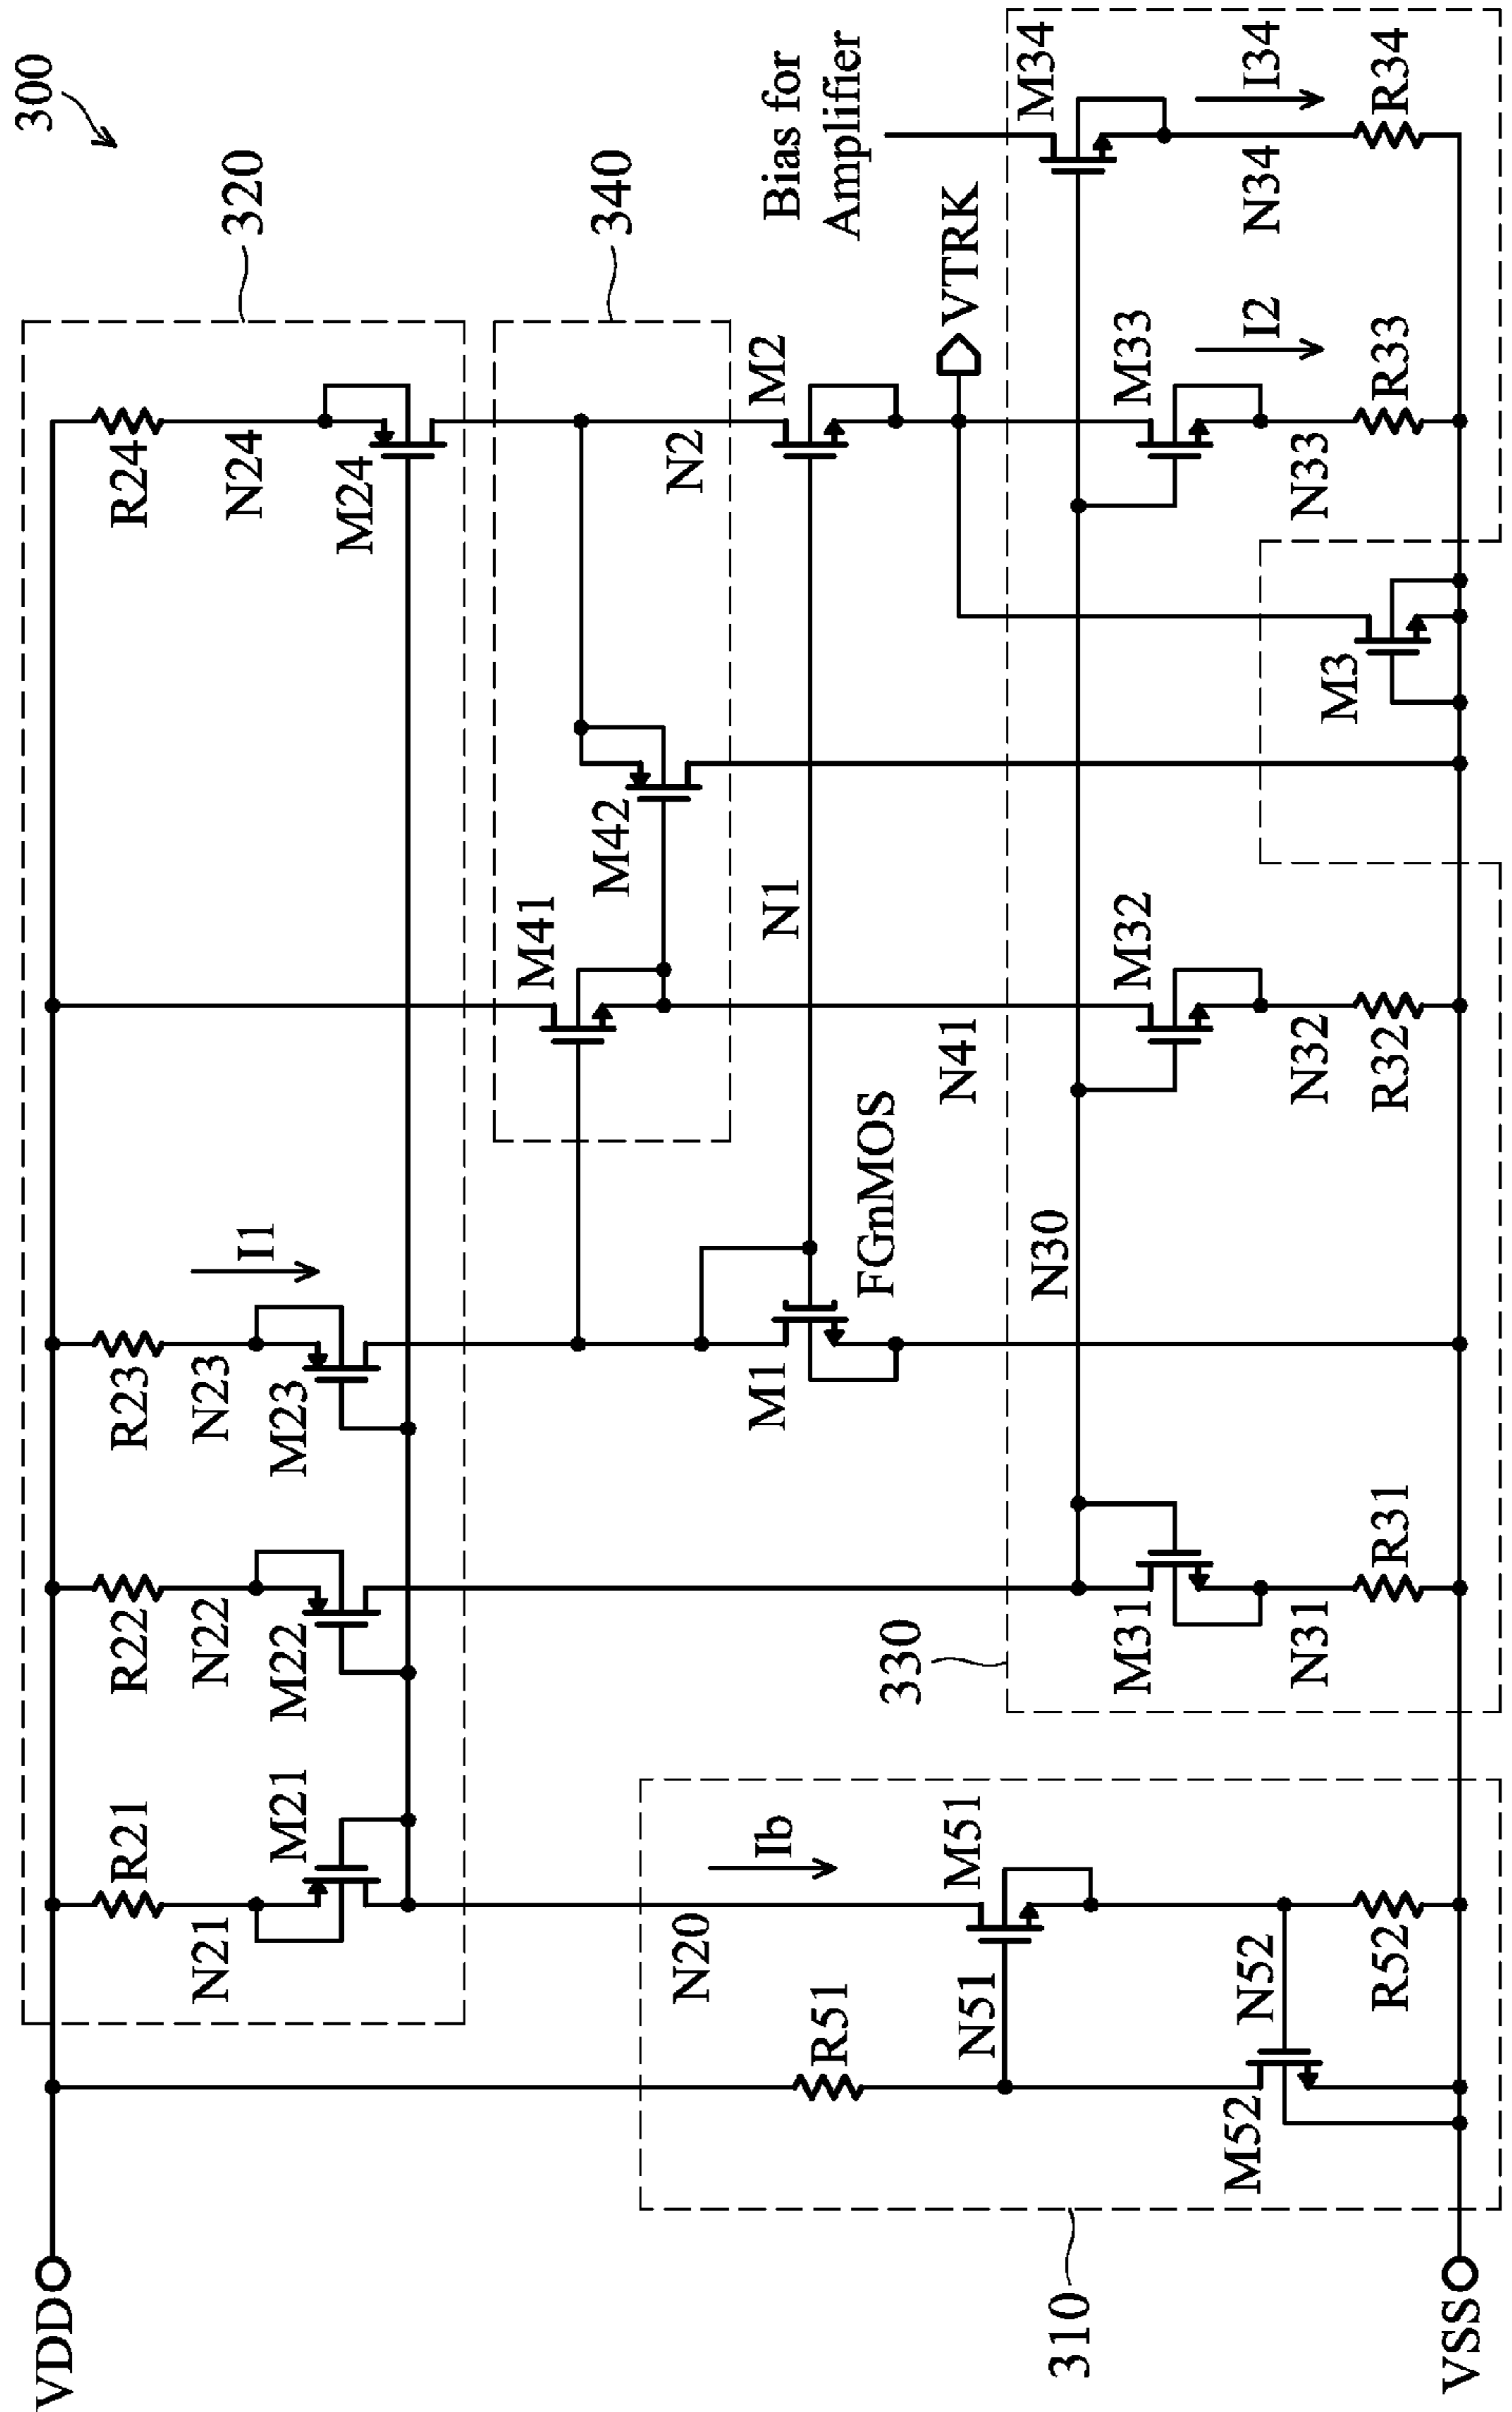 300
320
340
Bias for
Amplifier
VDD
R21
N21
M21
R22
N22
M22
R23
N23
M23
I1
R24
N24
M24
M41
M42
N2
M2
N1
VTRK
M1
FGnMOS
N41
N30
330
310
N20
Ib
R51
N51
M51
M52
N52
R52
M31
N31
R31
M32
N32
R32
M3
M33
N33
I2
R33
M34
N34
I34
R34
VSS